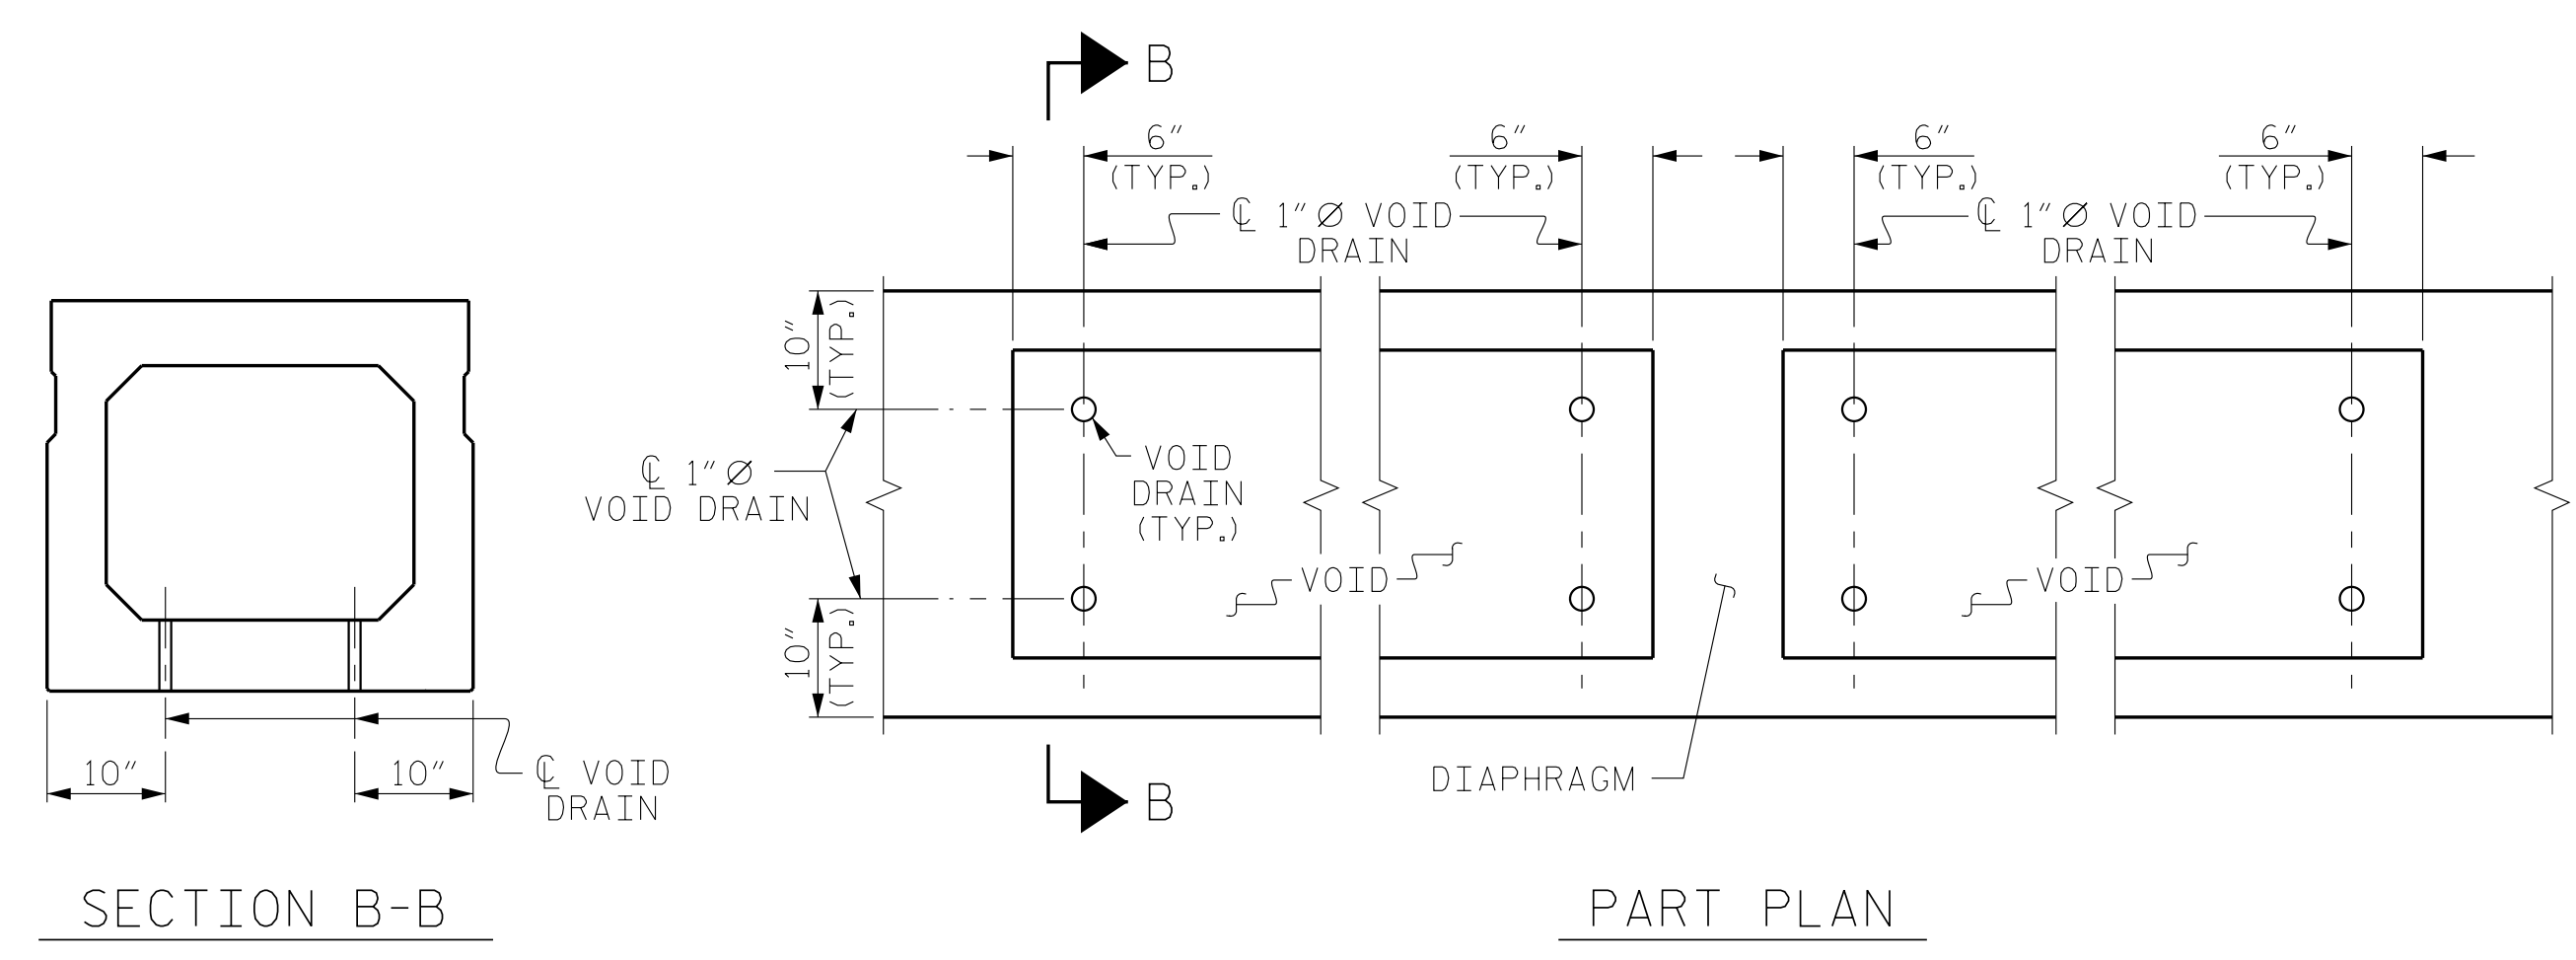 B
6" 6" 6" 6"
(TYP.) (TYP.) (TYP.) (TYP.)
℄ 1"Ø VOID
DRAIN
℄ 1"Ø VOID
DRAIN
10"
(TYP.)
℄ 1"Ø
VOID DRAIN
10"
(TYP.)
VOID
DRAIN
(TYP.)
VOID
VOID
DIAPHRAGM
B
10" 10"
℄ VOID
DRAIN
SECTION B-B
PART PLAN